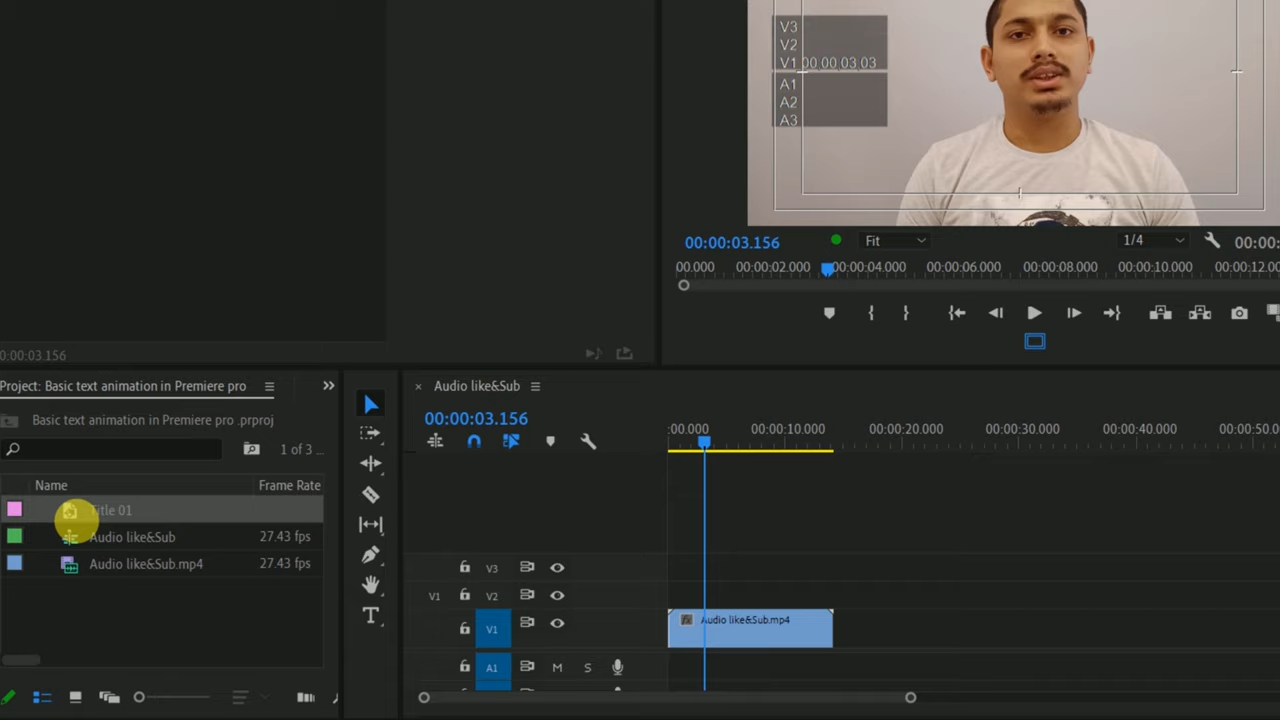 V3
V2
V1 00;00;03;03
A1
A2
A3
00:00:03.156
Fit
1/4
00:00:
00.000
00:00:02.000
00:00:04.000
00:00:06.000
00:00:08.000
00:00:10.000
00:00:12.000
0:00:03.156
Project: Basic text animation in Premiere pro
Basic text animation in Premiere pro .prproj
1 of 3 ...
Name
Frame Rate
Title 01
Audio like&Sub
27.43 fps
Audio like&Sub.mp4
27.43 fps
× Audio like&Sub
00:00:03.156
:00.000
00:00:10.000
00:00:20.000
00:00:30.000
00:00:40.000
00:00:50.0
V3
V1
V2
V1
Audio like&Sub.mp4
A1
M
S